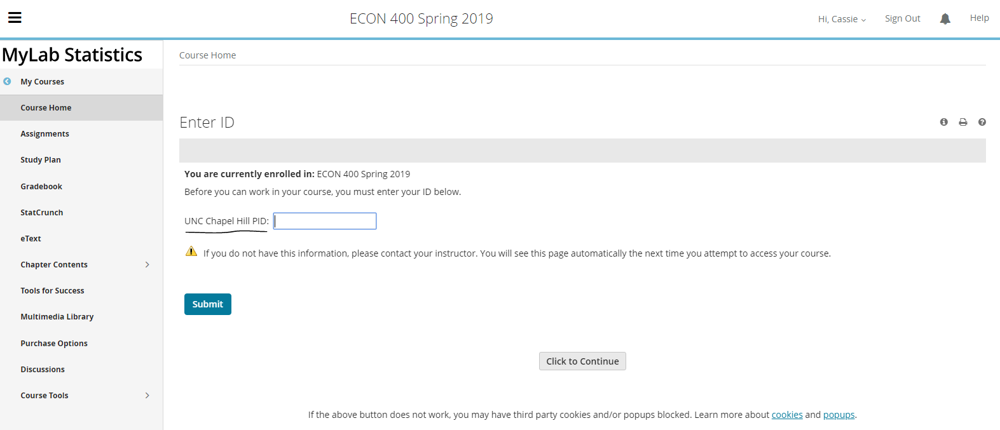 ECON 400 Spring 2019
Hi, Cassie
Sign Out
Help
MyLab Statistics
My Courses
Course Home
Assignments
Study Plan
Gradebook
StatCrunch
eText
Chapter Contents
Tools for Success
Multimedia Library
Purchase Options
Discussions
Course Tools
Course Home
Enter ID
You are currently enrolled in: ECON 400 Spring 2019
Before you can work in your course, you must enter your ID below.
UNC Chapel Hill PID:
If you do not have this information, please contact your instructor. You will see this page automatically the next time you attempt to access your course.
Submit
Click to Continue
If the above button does not work, you may have third party cookies and/or popups blocked. Learn more about cookies and popups.